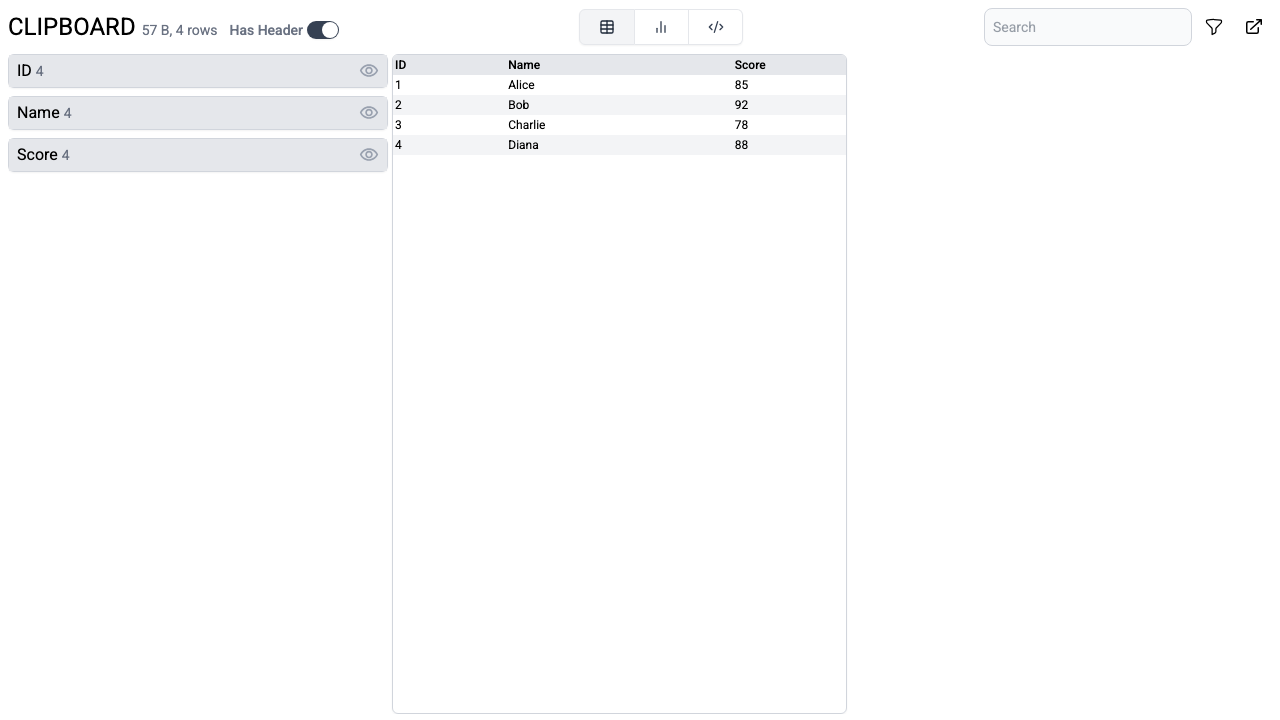 CLIPBOARD 57 B, 4 rows Has Header
Search
ID 4
Name 4
Score 4
ID Name Score
1 Alice 85
2 Bob 92
3 Charlie 78
4 Diana 88